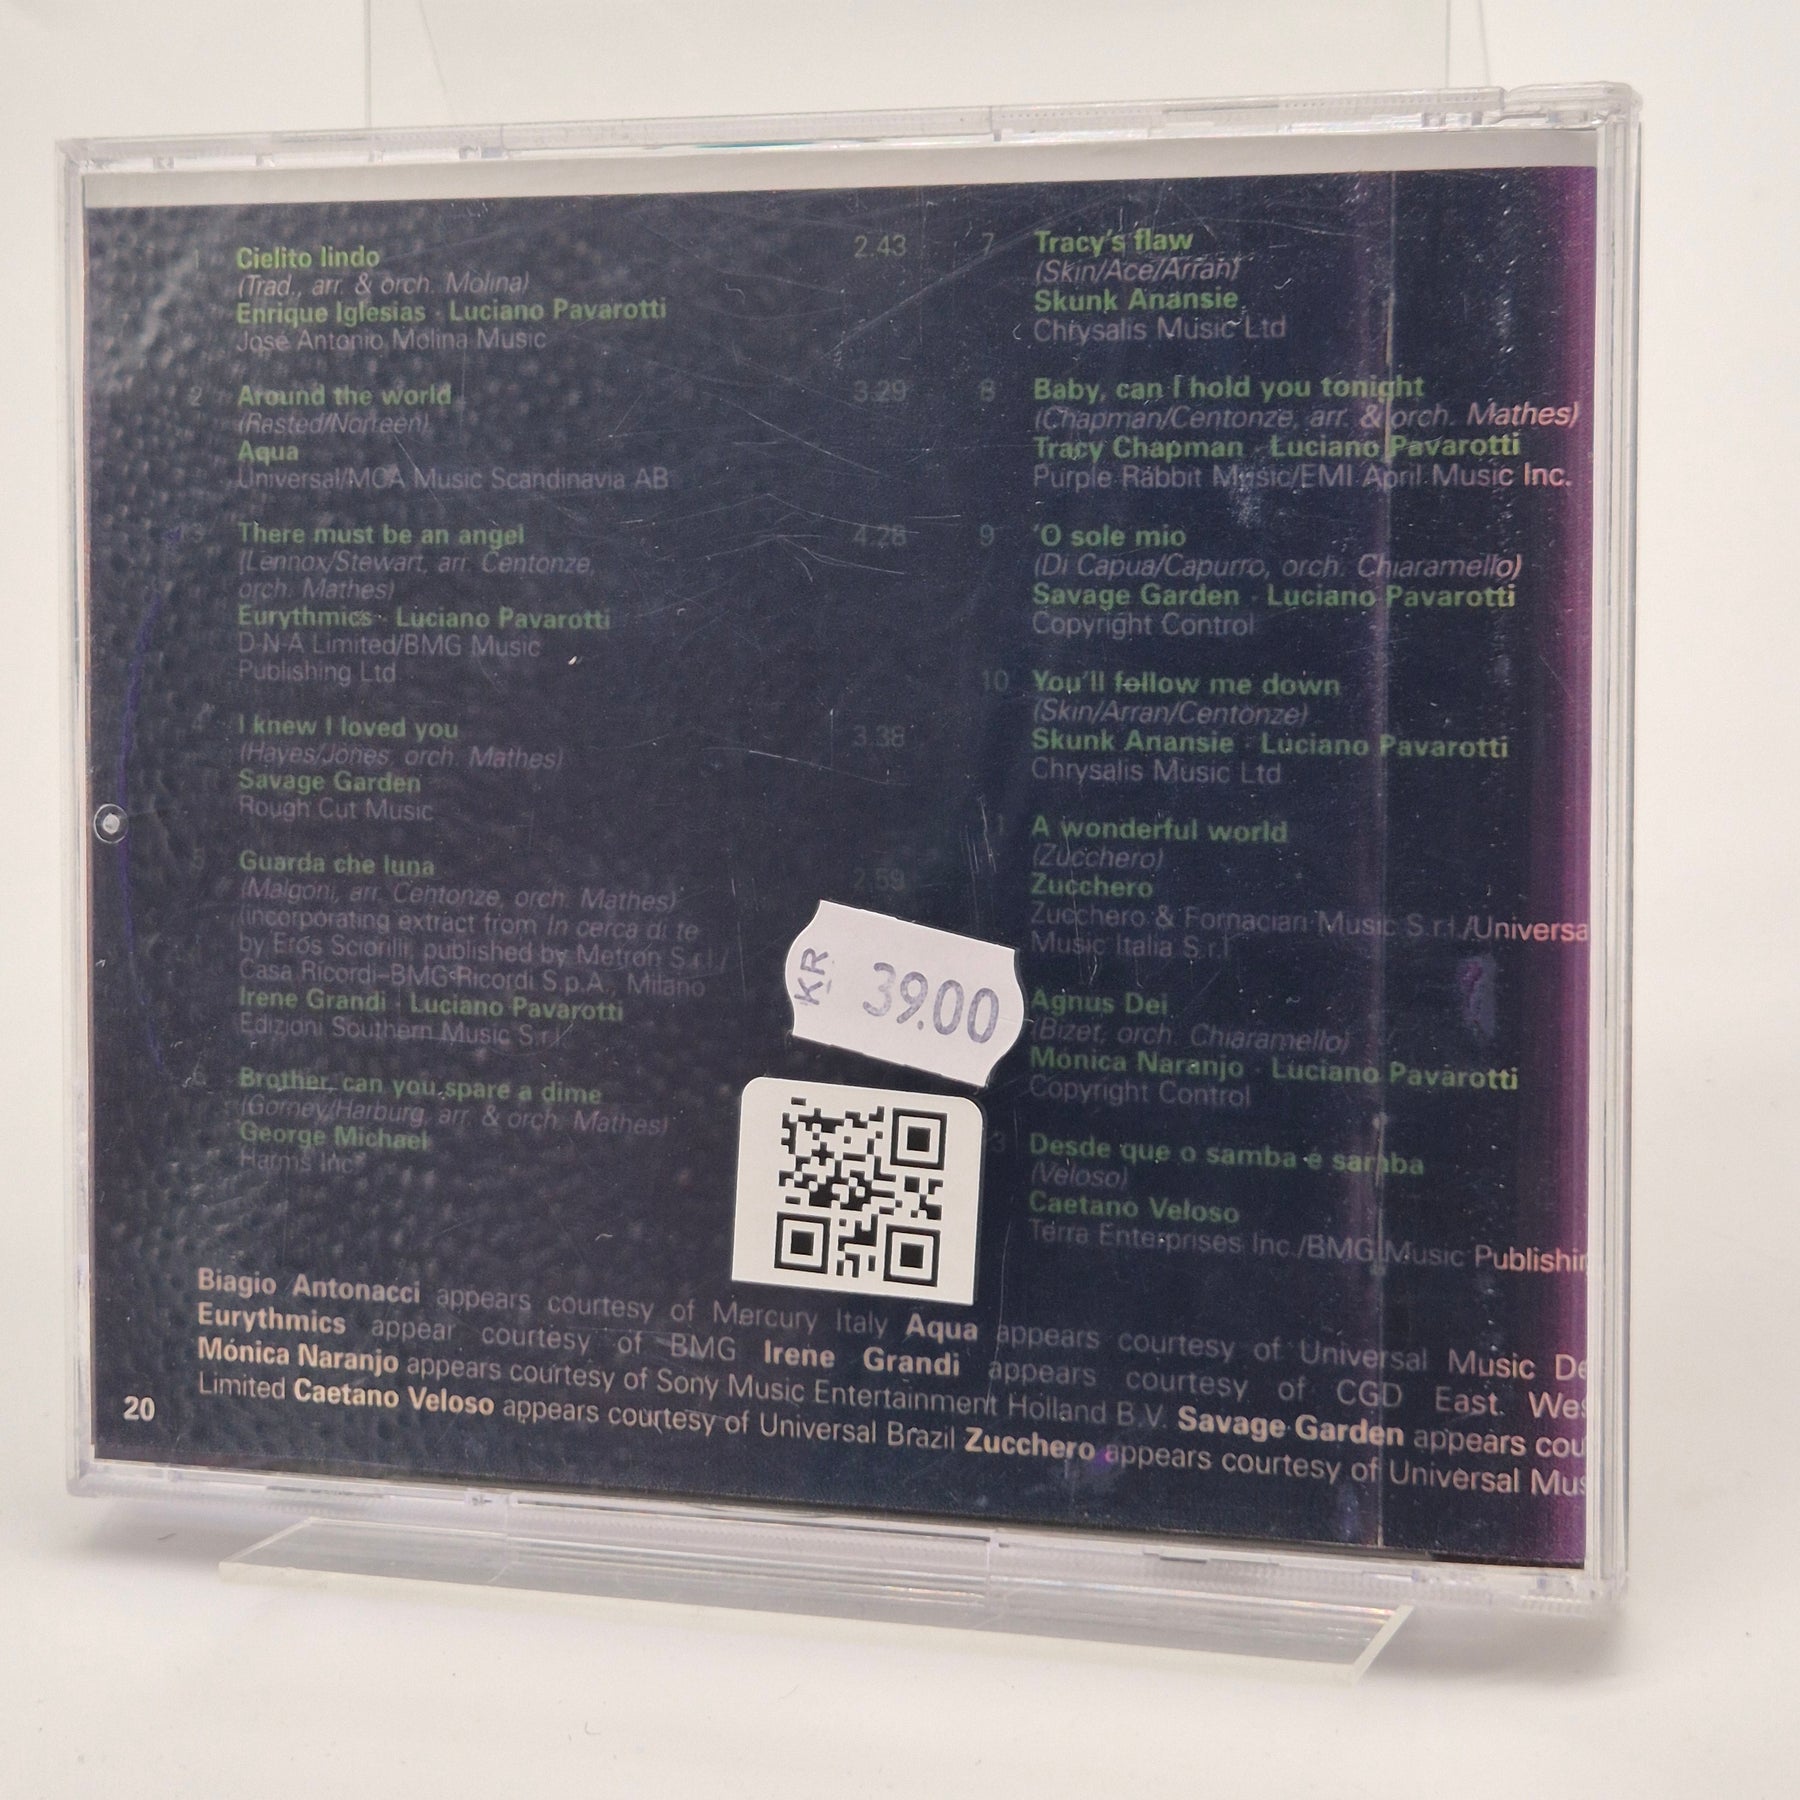 1 Cielito lindo 2.43
(Trad., arr. & orch. Molina)
Enrique Iglesias · Luciano Pavarotti
José Antonio Molina Music
2 Around the world 3.29
(Rasted/Norreen)
Aqua
Universal/MCA Music Scandinavia AB
3 There must be an angel 4.28
(Lennox/Stewart, arr. Centonze,
orch. Mathes)
Eurythmics · Luciano Pavarotti
D-N-A Limited/BMG Music
Publishing Ltd
4 I knew I loved you 3.38
(Hayes/Jones, orch. Mathes)
Savage Garden
Rough Cut Music
5 Guarda che luna 2.59
(Malgoni, arr. Centonze, orch. Mathes)
(incorporating extract from In cerca di te
by Eros Sciorilli, published by Metron S.r.l./
Casa Ricordi–BMG Ricordi S.p.A., Milano
Irene Grandi · Luciano Pavarotti
Edizioni Southern Music S.r.l.
6 Brother, can you spare a dime
(Gorney/Harburg, arr. & orch. Mathes)
George Michael
Harms Inc.
7 Tracy's flaw
(Skin/Ace/Arran)
Skunk Anansie
Chrysalis Music Ltd
8 Baby, can I hold you tonight
(Chapman/Centonze, arr. & orch. Mathes)
Tracy Chapman · Luciano Pavarotti
Purple Rabbit Music/EMI April Music Inc.
9 'O sole mio
(Di Capua/Capurro, orch. Chiaramello)
Savage Garden · Luciano Pavarotti
Copyright Control
10 You'll follow me down
(Skin/Arran/Centonze)
Skunk Anansie · Luciano Pavarotti
Chrysalis Music Ltd
1 A wonderful world
(Zucchero)
Zucchero
Zucchero & Fornaciari Music S.r.l./Universa
Music Italia S.r.l
Agnus Dei
(Bizet, orch. Chiaramello)
Mónica Naranjo · Luciano Pavarotti
Copyright Control
3 Desde que o samba é samba
(Veloso)
Caetano Veloso
Terra Enterprises Inc./BMG Music Publishin
KR 39.00
Biagio Antonacci appears courtesy of Mercury Italy Aqua appears courtesy of Universal Music De
Eurythmics appear courtesy of BMG Irene Grandi appears courtesy of CGD East Wes
Mónica Naranjo appears courtesy of Sony Music Entertainment Holland B.V. Savage Garden appears cou
Limited Caetano Veloso appears courtesy of Universal Brazil Zucchero appears courtesy of Universal Mus
20